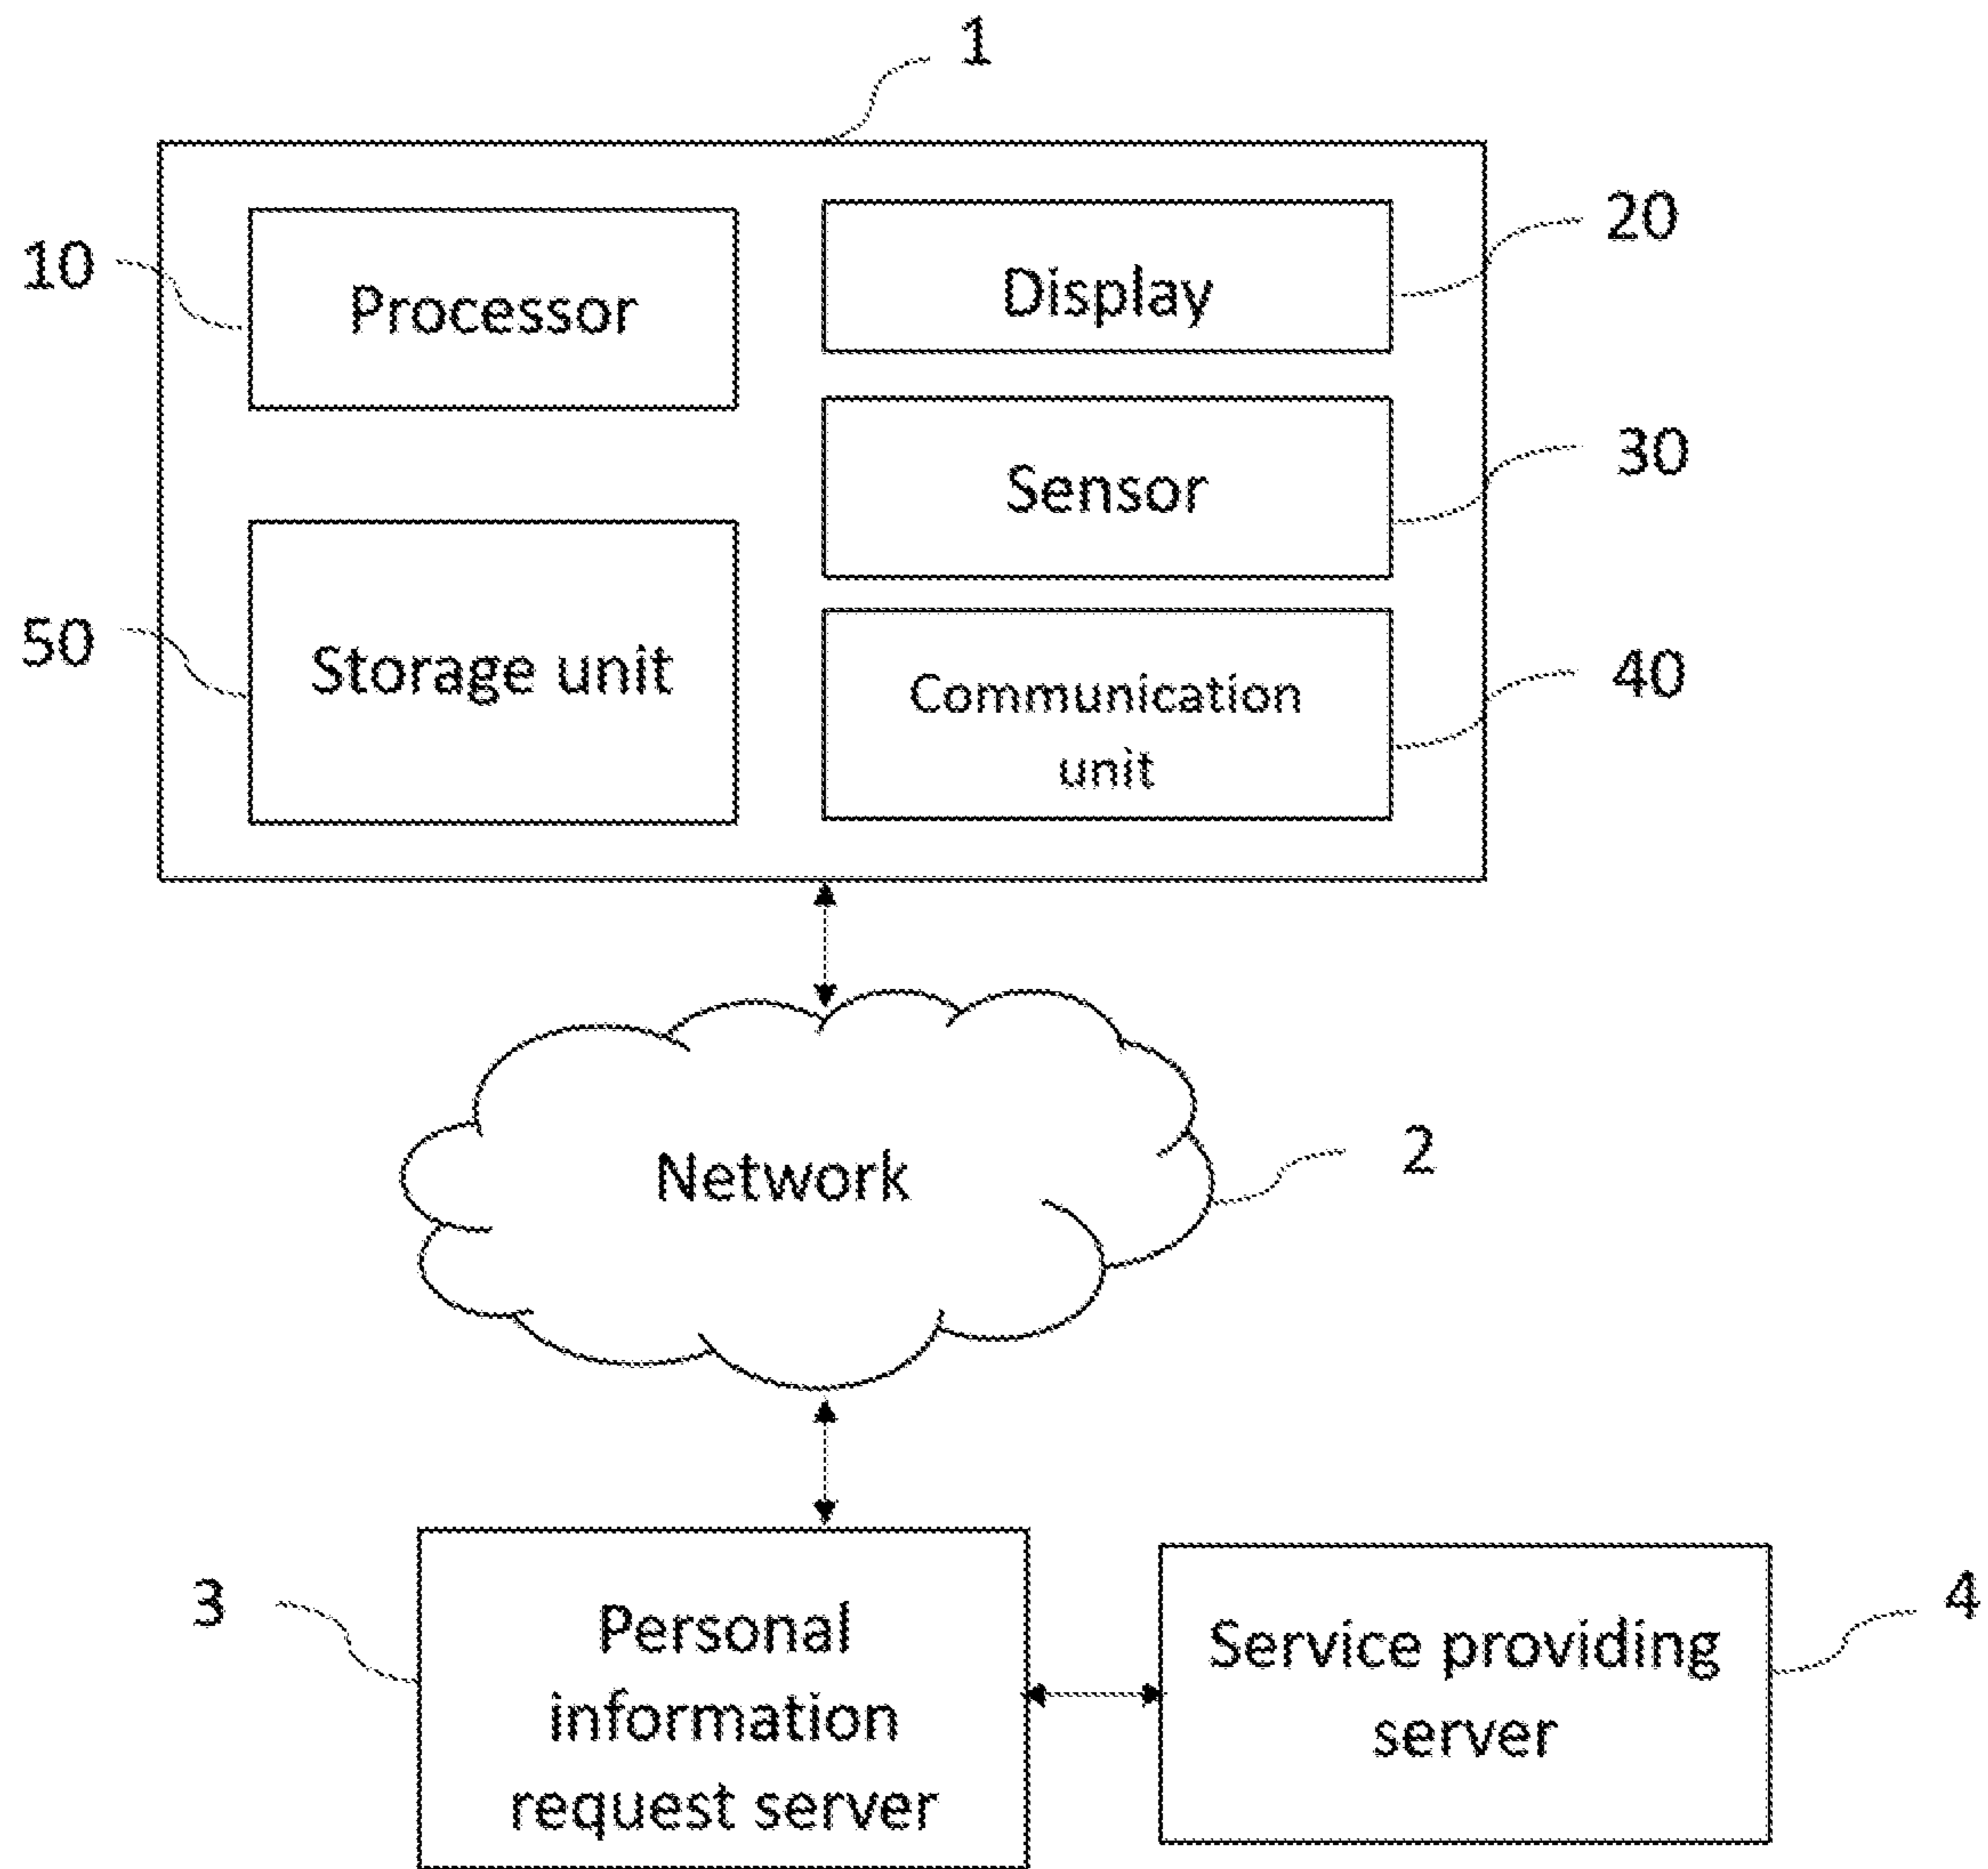 1
10
Processor
Display
20
Sensor
30
50
Storage unit
Communication
unit
40
Network
2
3
Personal
information
request server
Service providing
server
4